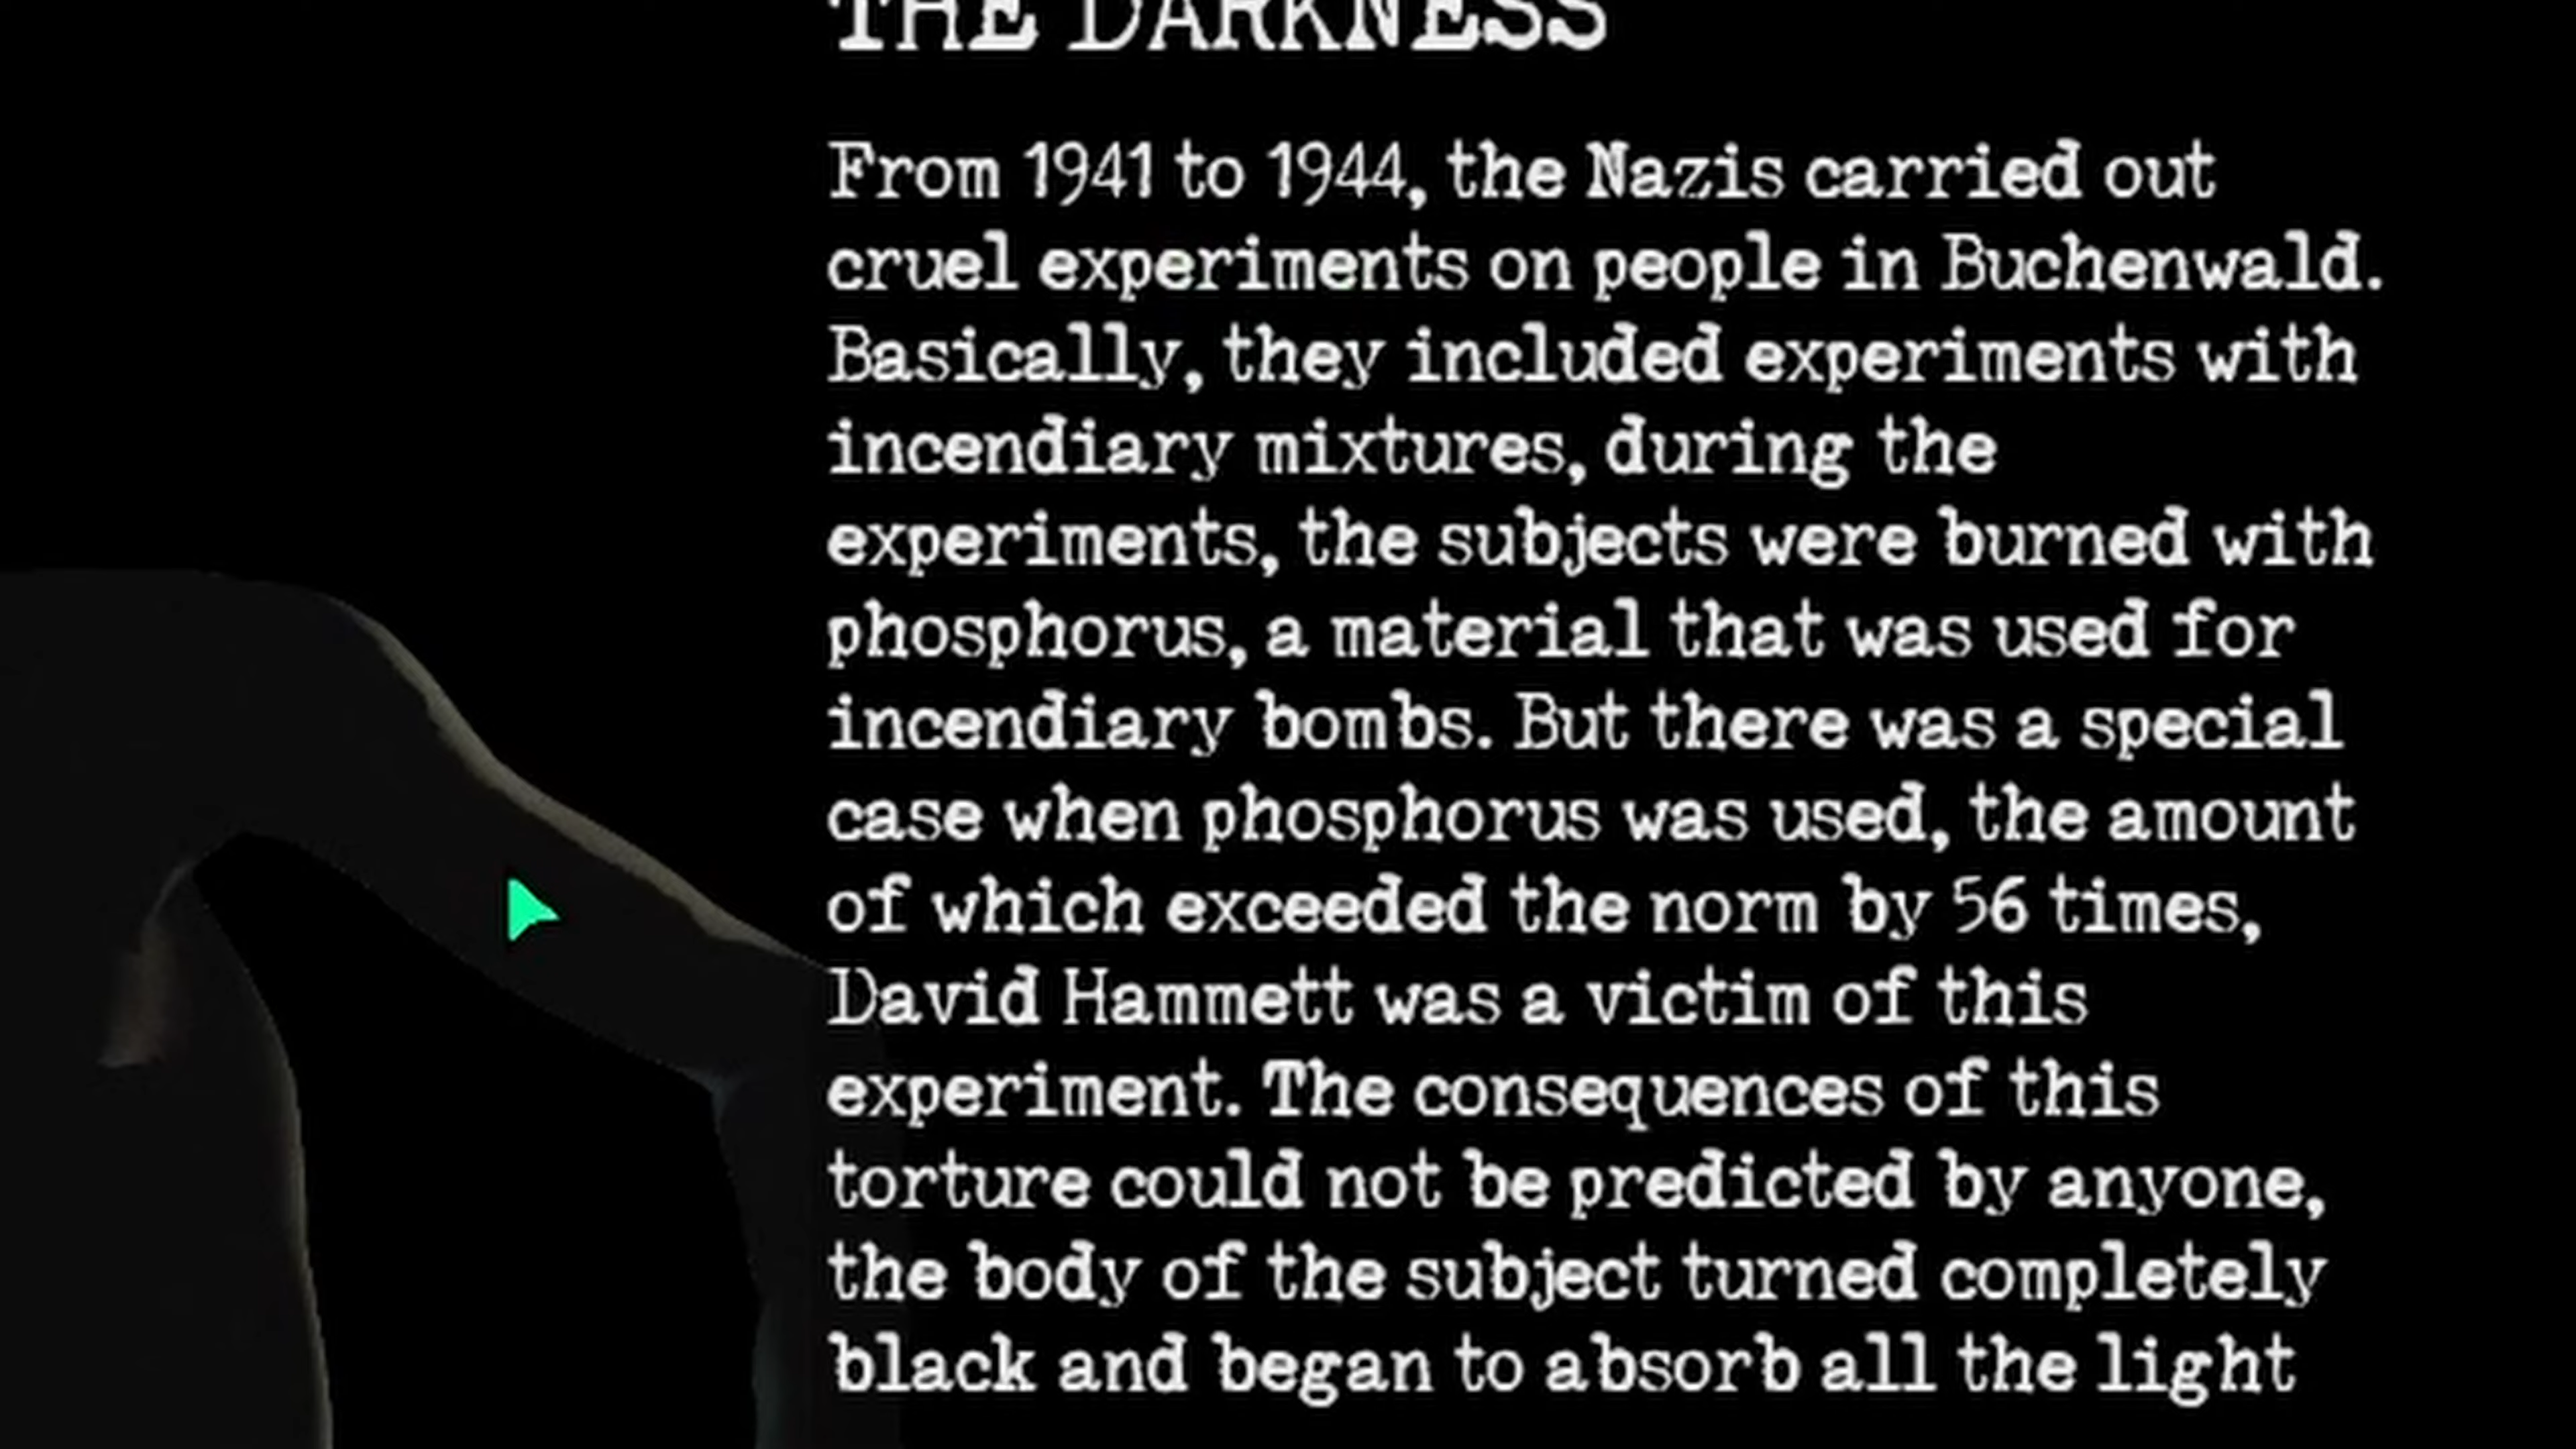 THE DARKNESS
From 1941 to 1944, the Nazis carried out
cruel experiments on people in Buchenwald.
Basically, they included experiments with
incendiary mixtures, during the
experiments, the subjects were burned with
phosphorus, a material that was used for
incendiary bombs. But there was a special
case when phosphorus was used, the amount
of which exceeded the norm by 56 times,
David Hammett was a victim of this
experiment. The consequences of this
torture could not be predicted by anyone,
the body of the subject turned completely
black and began to absorb all the light